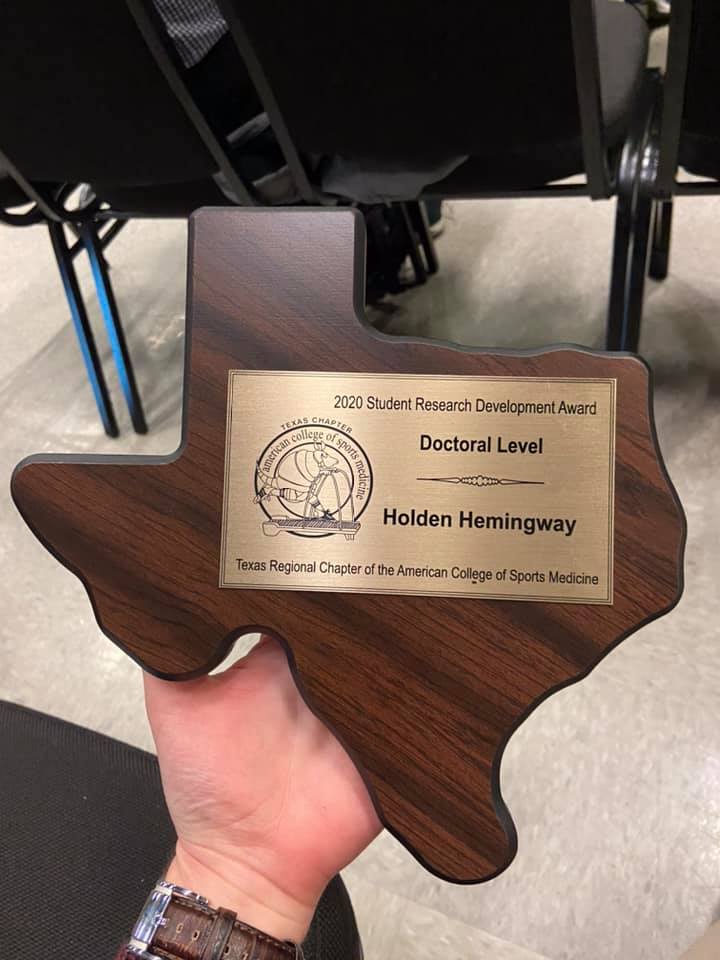 2020 Student Research Development Award
TEXAS CHAPTER
american college of sports medicine
Doctoral Level
Holden Hemingway
Texas Regional Chapter of the American College of Sports Medicine